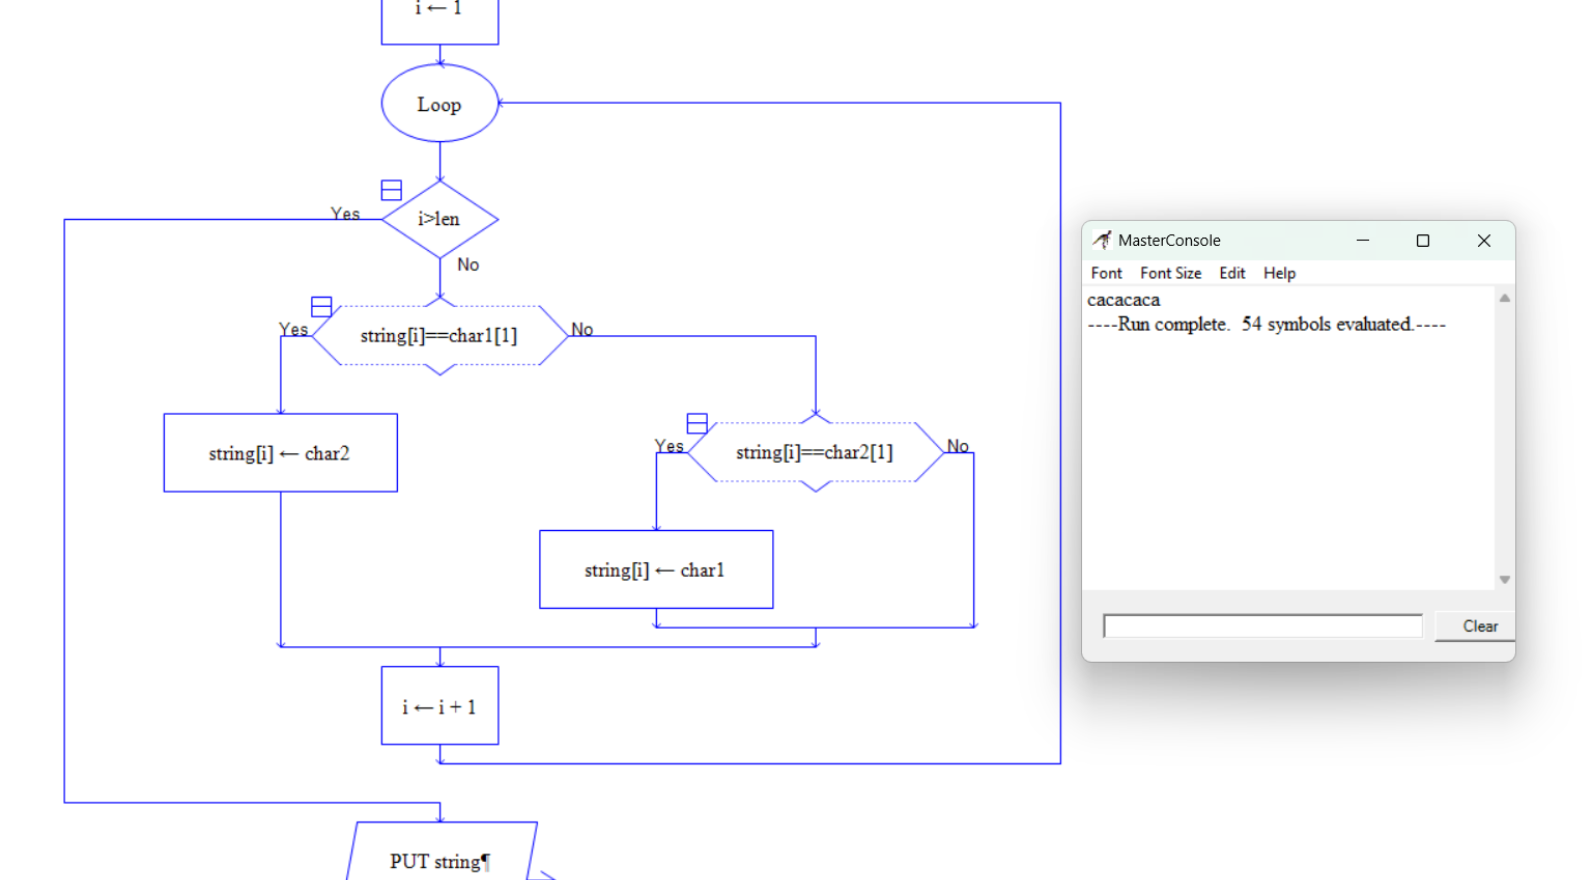 i ← 1
Loop
i>len
Yes
No
string[i]==char1[1]
Yes
No
string[i] ← char2
string[i]==char2[1]
Yes
No
string[i] ← char1
i ← i + 1
PUT string¶
MasterConsole
Font Font Size Edit Help
cacacaca
----Run complete.  54 symbols evaluated.----
Clear